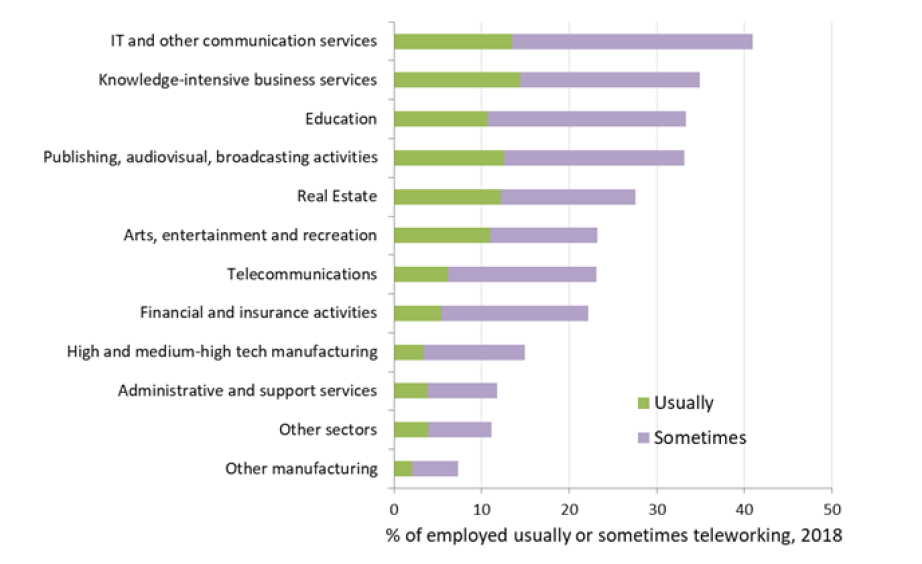 IT and other communication services
Knowledge-intensive business services
Education
Publishing, audiovisual, broadcasting activities
Real Estate
Arts, entertainment and recreation
Telecommunications
Financial and insurance activities
High and medium-high tech manufacturing
Administrative and support services
Other sectors
Other manufacturing
Usually
Sometimes
0 10 20 30 40 50
% of employed usually or sometimes teleworking, 2018